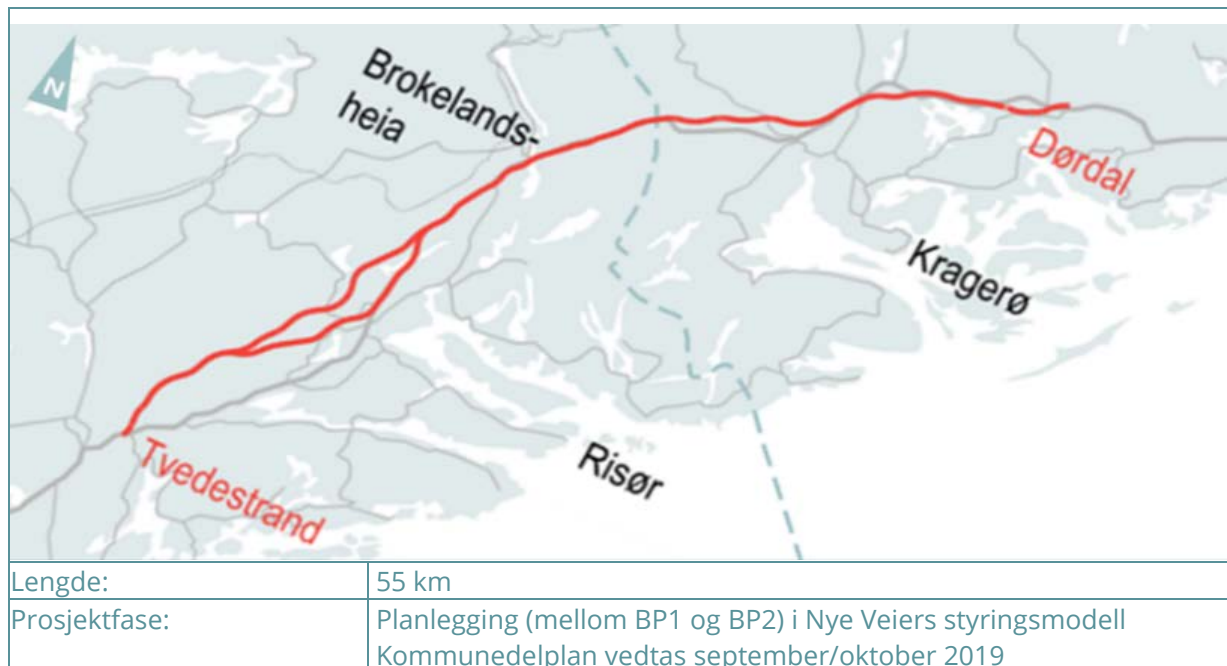 N
Brokelands-
heia
Dørdal
Kragerø
Risør
Tvedestrand
Lengde: 55 km
Prosjektfase: Planlegging (mellom BP1 og BP2) i Nye Veiers styringsmodell
Kommunedelplan vedtas september/oktober 2019